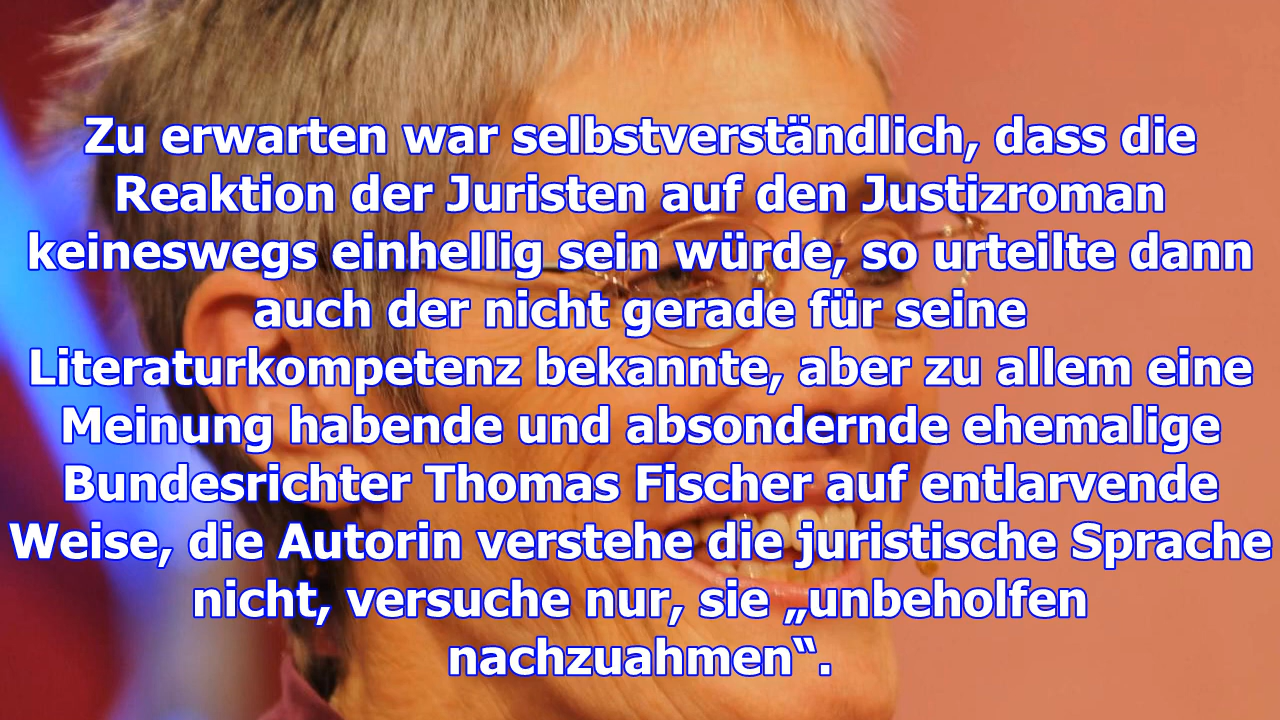 Zu erwarten war selbstverständlich, dass die
Reaktion der Juristen auf den Justizroman
keineswegs einhellig sein würde, so urteilte dann
auch der nicht gerade für seine
Literaturkompetenz bekannte, aber zu allem eine
Meinung habende und absondernde ehemalige
Bundesrichter Thomas Fischer auf entlarvende
Weise, die Autorin verstehe die juristische Sprache
nicht, versuche nur, sie „unbeholfen
nachzuahmen“.